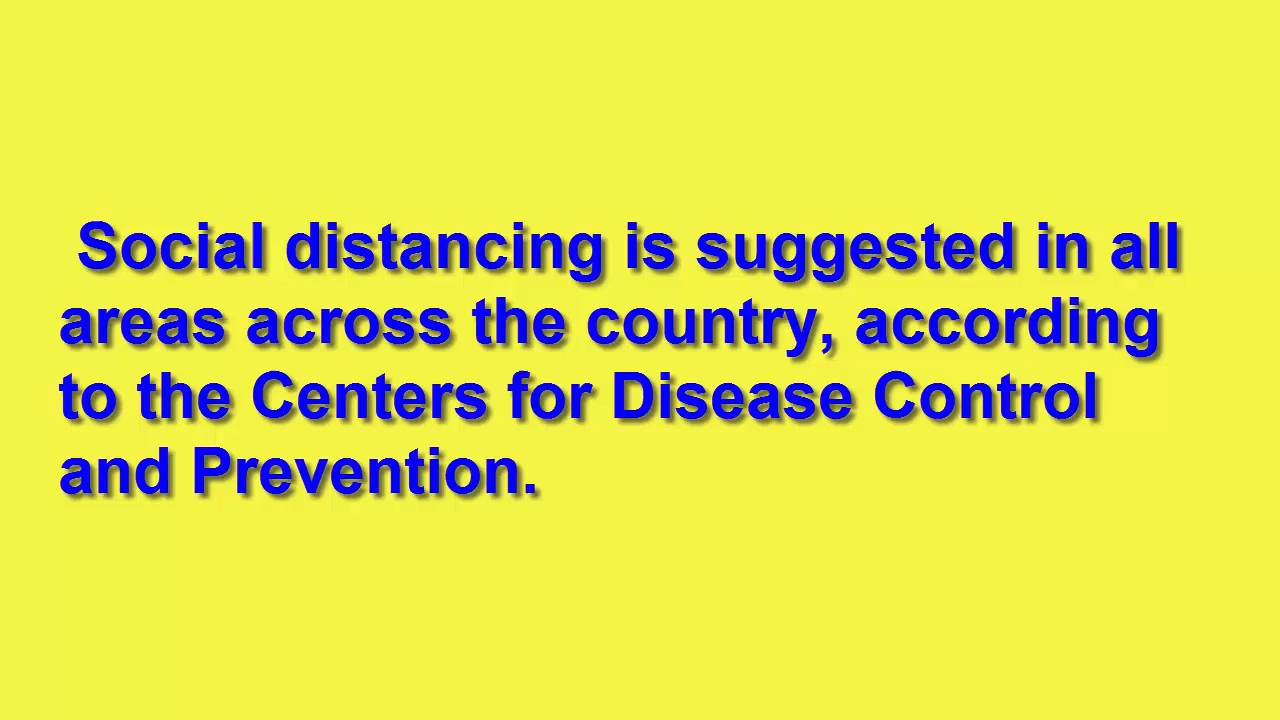 Social distancing is suggested in all
areas across the country, according
to the Centers for Disease Control
and Prevention.